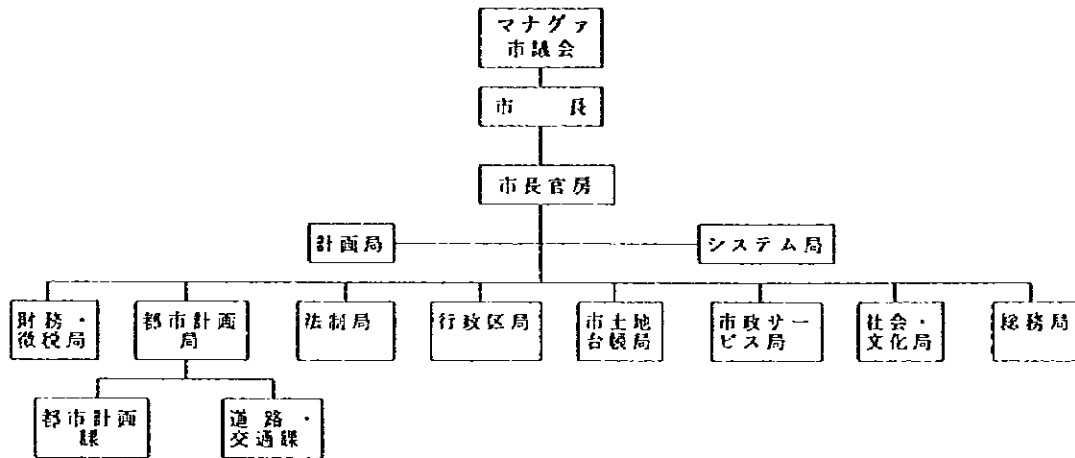 マナグァ
市議会
市長
市長官房
計画局
システム局
財務・
徴税局
都市計画
局
法制局
行政区局
市土地
台帳局
市政サー
ビス局
社会・
文化局
総務局
都市計画
課
道路・
交通課